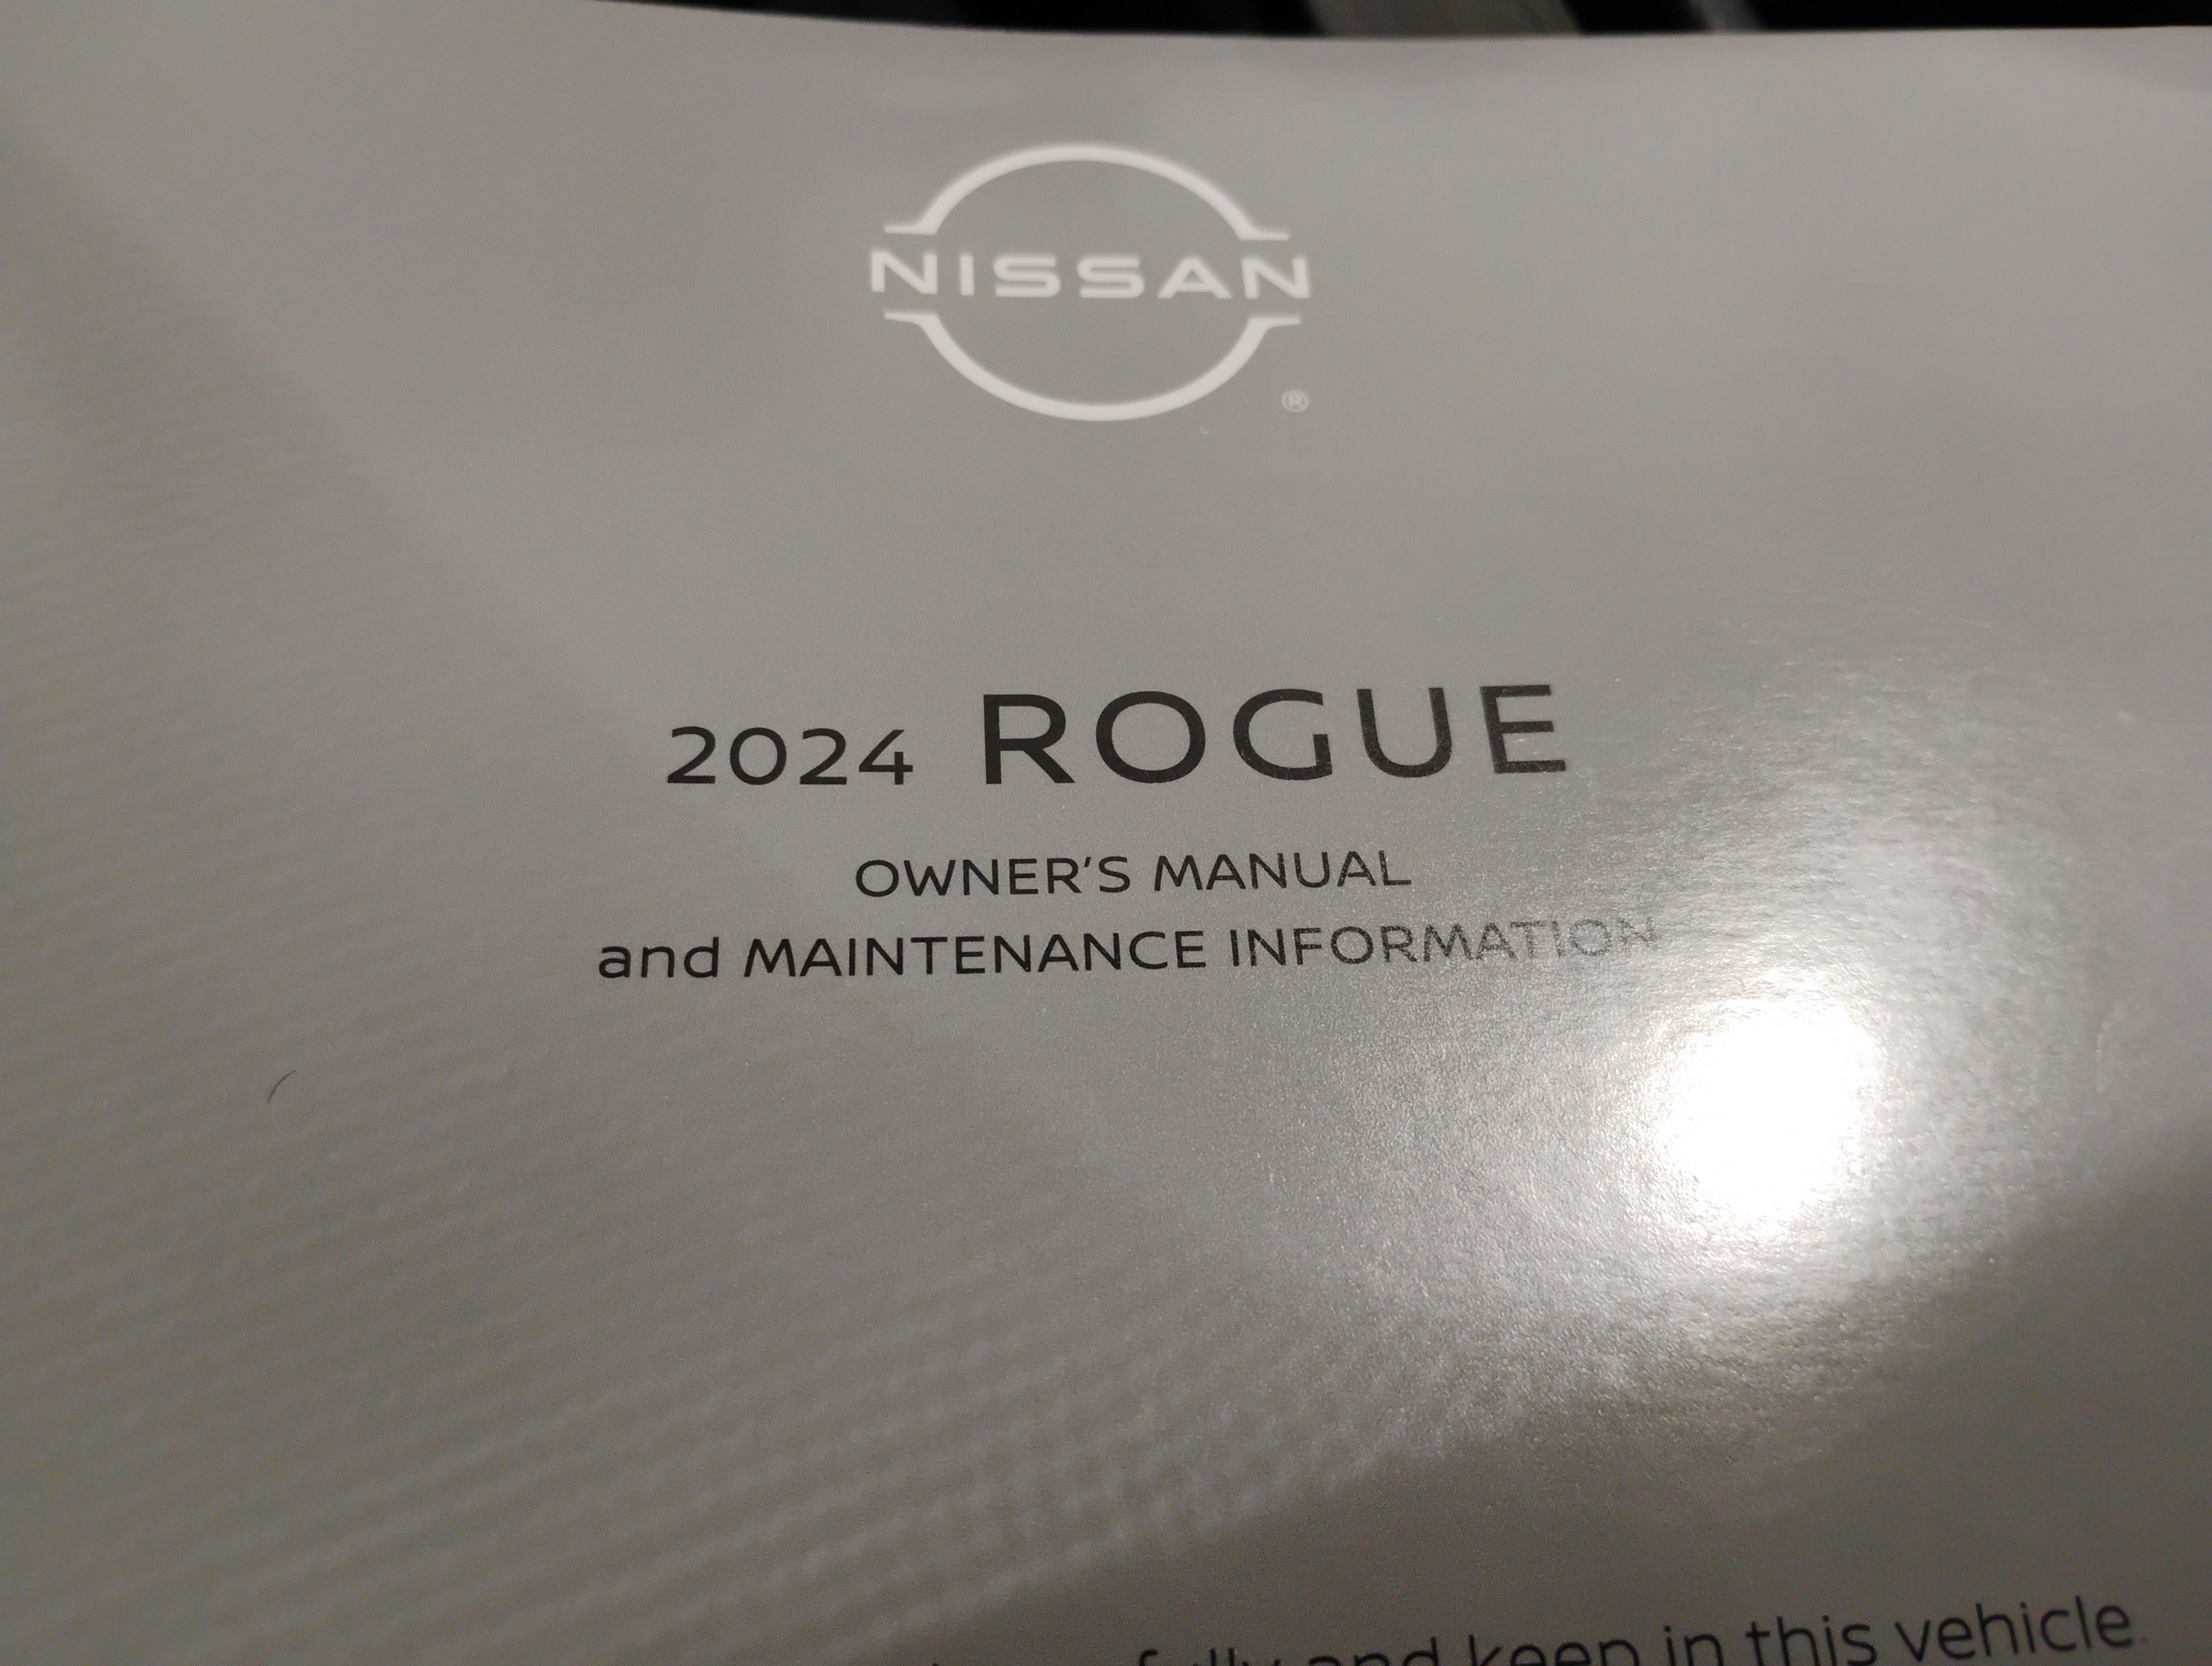 NISSAN
®
2024 ROGUE
OWNER'S MANUAL
and MAINTENANCE INFORMATION
and keep in this vehicle.